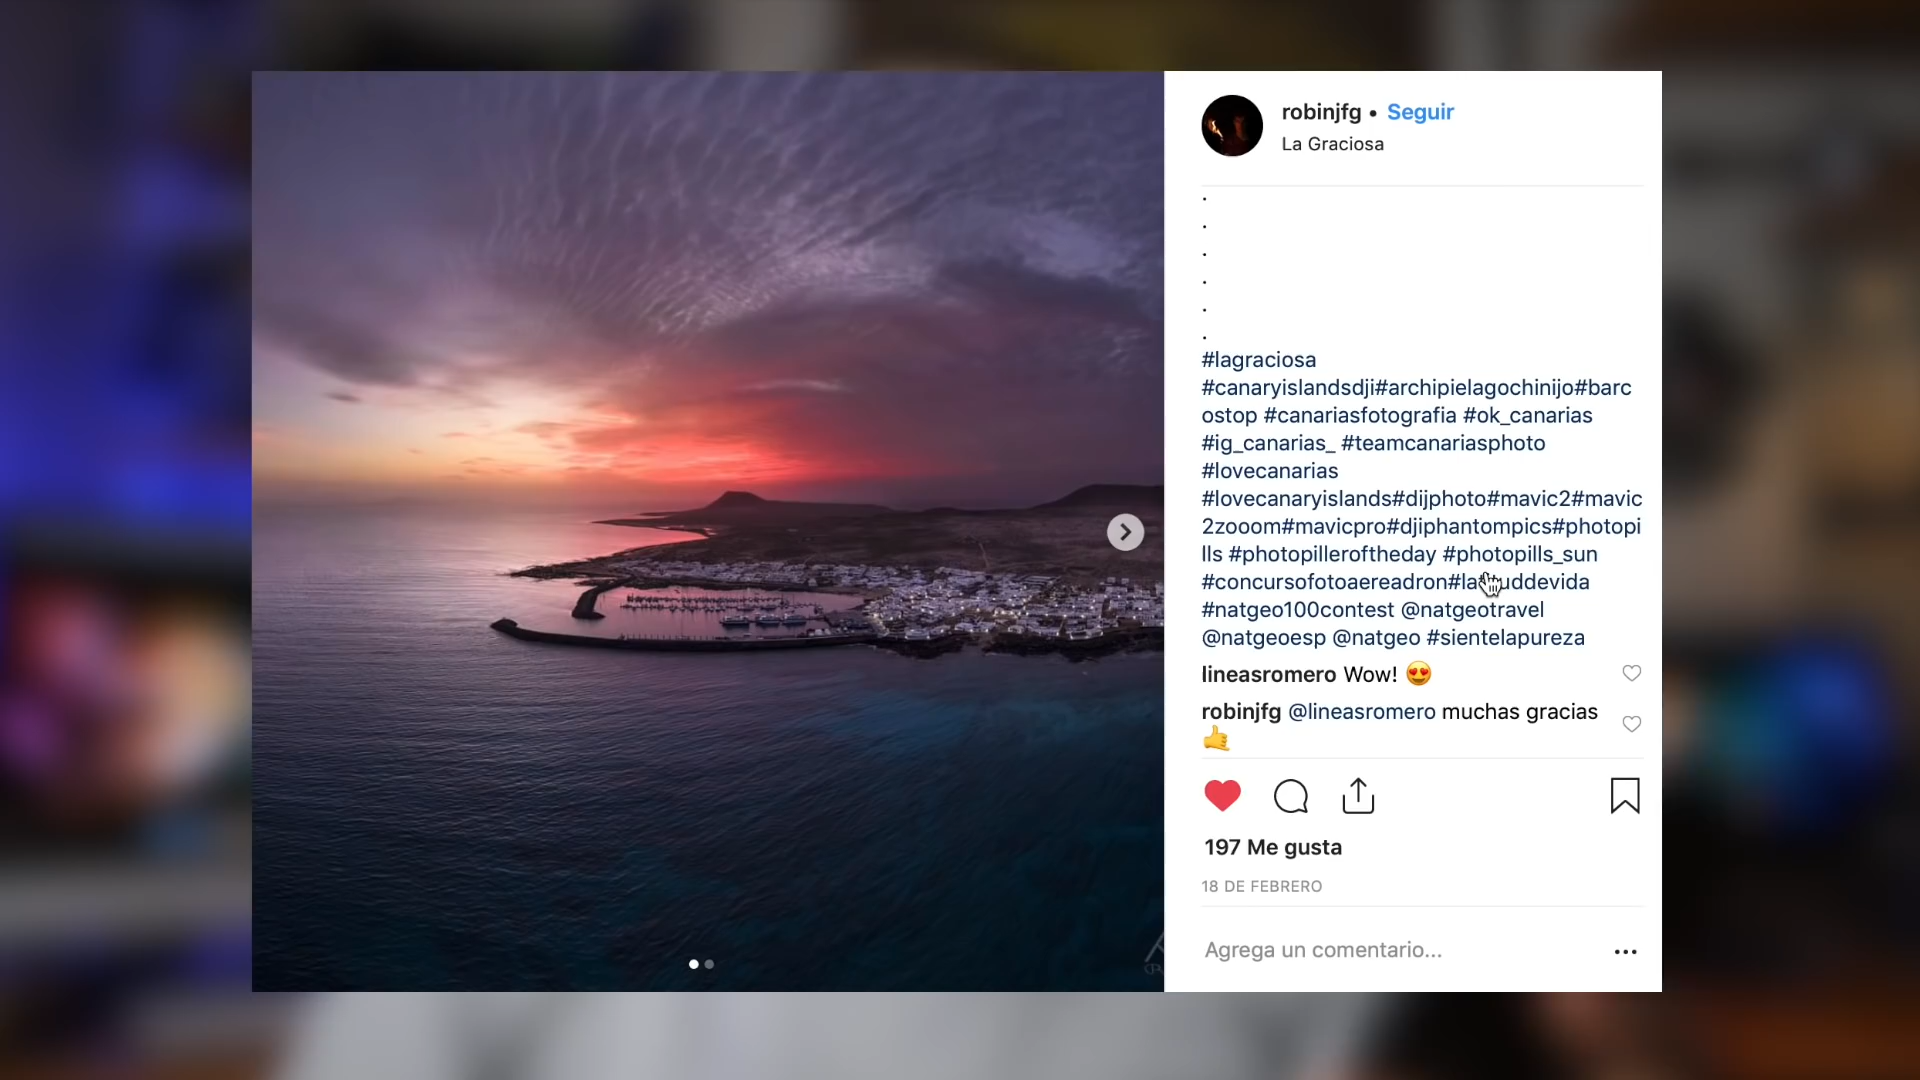 robinjfg • Seguir
La Graciosa
.
.
.
.
.
.
#lagraciosa
#canaryislandsdji#archipielagochinijo#barc
ostop #canariasfotografia #ok_canarias
#ig_canarias_ #teamcanariasphoto
#lovecanarias
#lovecanaryislands#dijphoto#mavic2#mavic
2zooom#mavicpro#djiphantompics#photopi
lls #photopilleroftheday #photopills_sun
#concursofotoaereadron
#natgeo100contest @natgeotravel
@natgeoesp @natgeo #sientelapureza
lineasromero Wow! 😍
robinjfg @lineasromero muchas gracias
🤙
197 Me gusta
18 DE FEBRERO
Agrega un comentario...